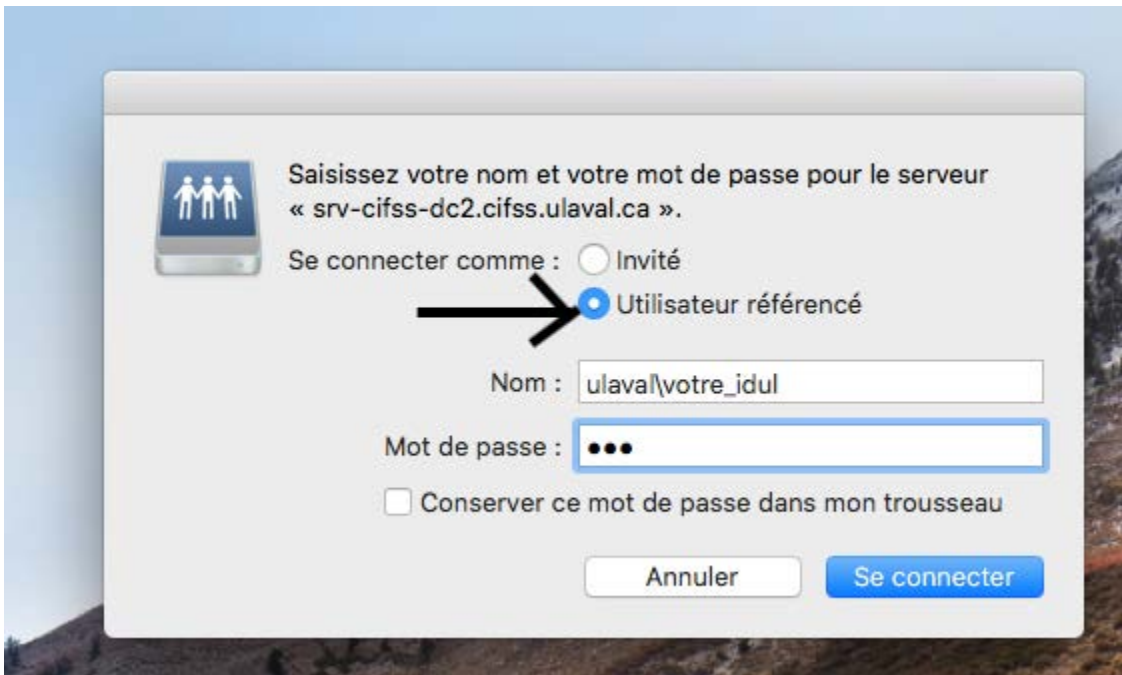 Saisissez votre nom et votre mot de passe pour le serveur
« srv-cifss-dc2.cifss.ulaval.ca ».
Se connecter comme : Invité
Utilisateur référencé
Nom : ulaval\votre_idul
Mot de passe : •••
Conserver ce mot de passe dans mon trousseau
Annuler Se connecter